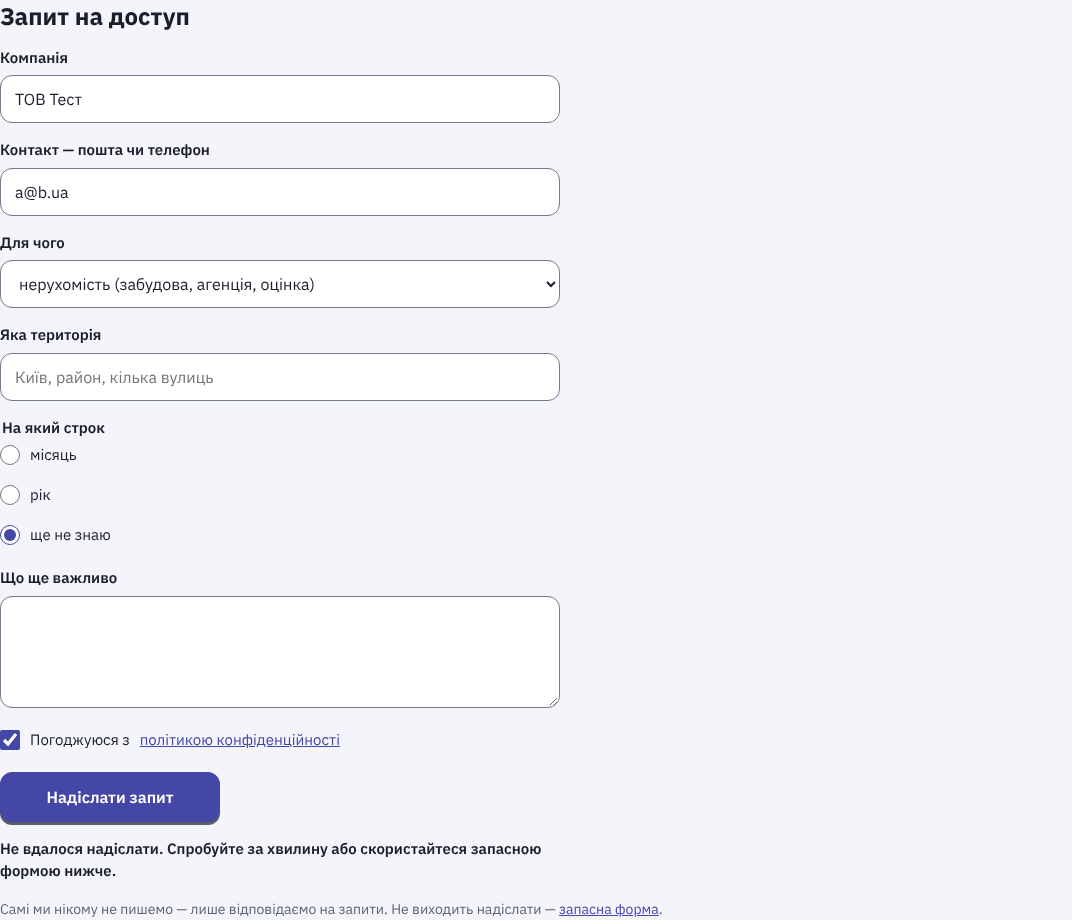 Запит на доступ
Компанія
ТОВ Тест
Контакт — пошта чи телефон
a@b.ua
Для чого
нерухомість (забудова, агенція, оцінка)
Яка територія
Київ, район, кілька вулиць
На який строк
місяць
рік
ще не знаю
Що ще важливо
Погоджуюся з політикою конфіденційності
Надіслати запит
Не вдалося надіслати. Спробуйте за хвилину або скористайтеся запасною
формою нижче.
Самі ми нікому не пишемо — лише відповідаємо на запити. Не виходить надіслати — запасна форма.